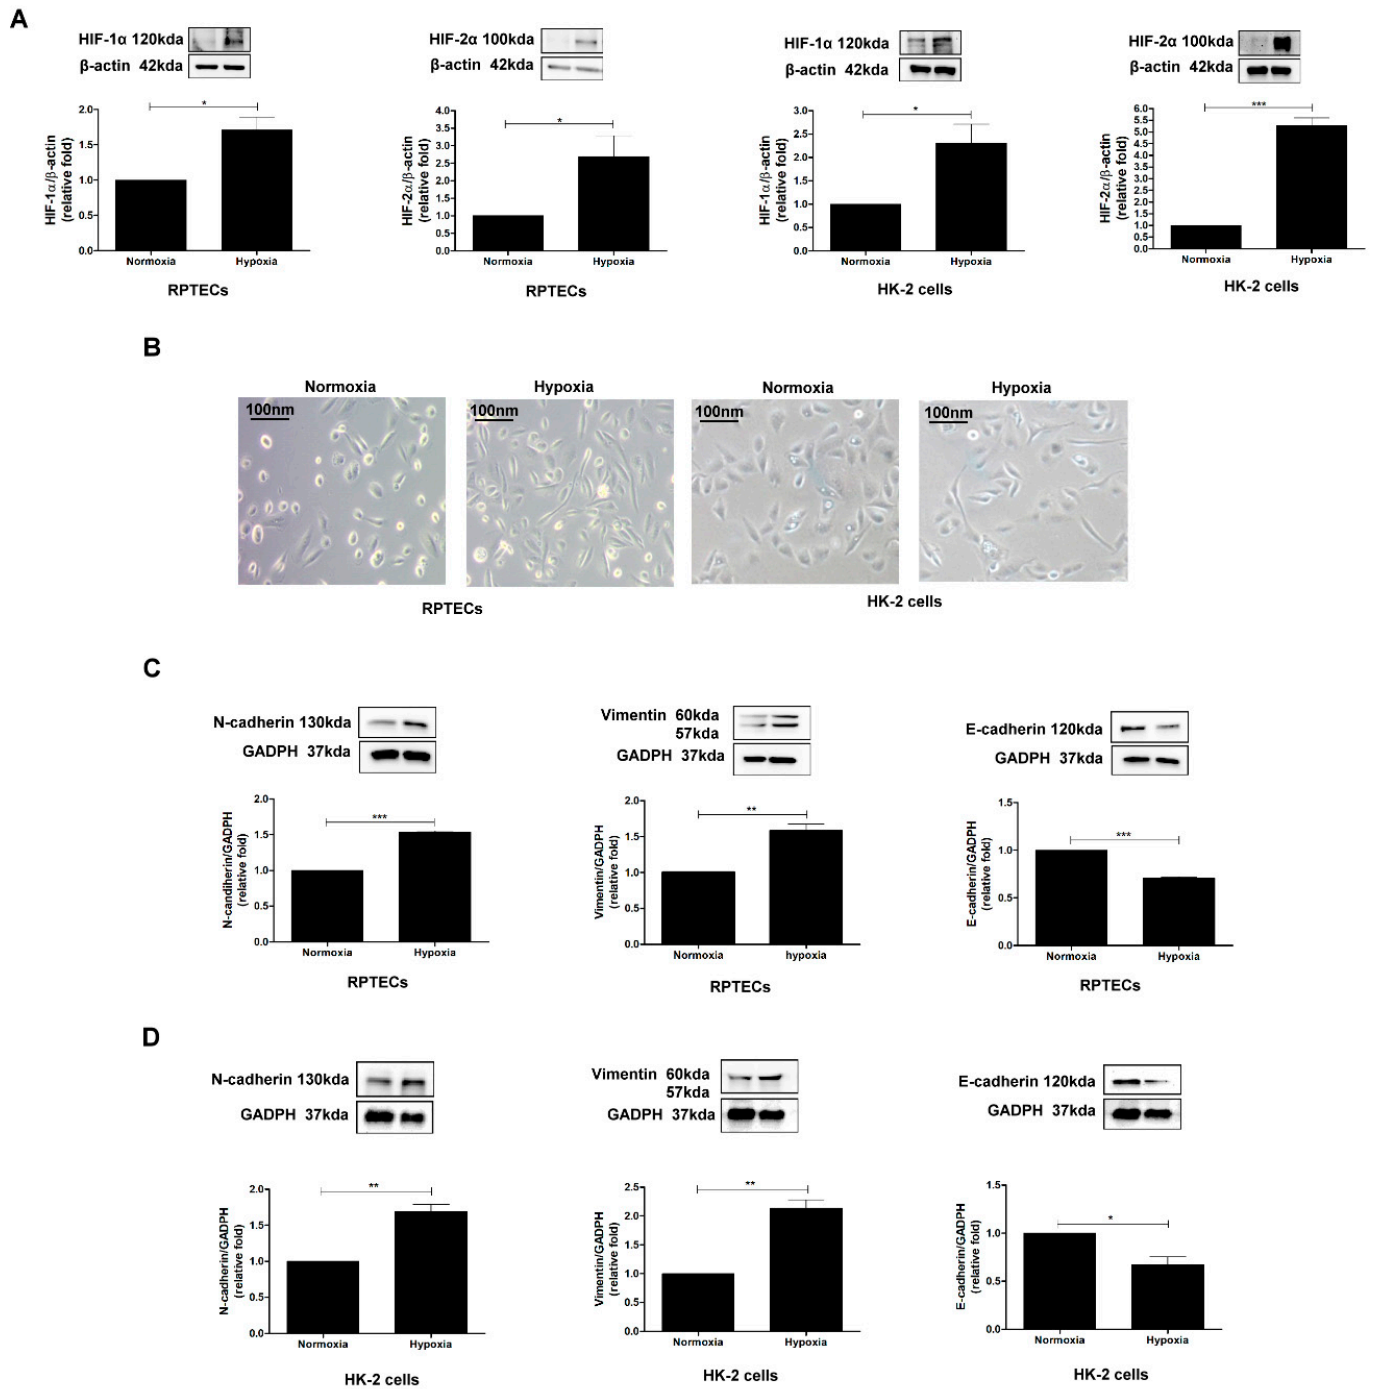 A
HIF-1α 120kda
β-actin 42kda
HIF-2α 100kda
β-actin 42kda
HIF-1α 120kda
β-actin 42kda
HIF-2α 100kda
β-actin 42kda
HIF-1α/β-actin
(relative fold)
2.0
1.5
1.0
0.5
0.0
*
Normoxia Hypoxia
RPTECs
HIF-2α/β-actin
(relative fold)
4.0
3.5
3.0
2.5
2.0
1.5
1.0
0.5
0.0
*
Normoxia Hypoxia
RPTECs
HIF-1α/β-actin
(relative fold)
3.0
2.5
2.0
1.5
1.0
0.5
0.0
*
Normoxia Hypoxia
HK-2 cells
HIF-2α/β-actin
(relative fold)
6.0
5.5
5.0
4.5
4.0
3.5
3.0
2.5
2.0
1.5
1.0
0.5
0.0
***
Normoxia Hypoxia
HK-2 cells
B
Normoxia Hypoxia Normoxia Hypoxia
100nm 100nm 100nm 100nm
RPTECs
HK-2 cells
C
N-cadherin 130kda
GADPH 37kda
Vimentin 60kda
57kda
GADPH 37kda
E-cadherin 120kda
GADPH 37kda
N-candiherin/GADPH
(relative fold)
2.0
1.5
1.0
0.5
0.0
***
Normoxia Hypoxia
RPTECs
Vimentin/GADPH
(relative fold)
2.0
1.5
1.0
0.5
0.0
**
Normoxia hypoxia
RPTECs
E-cadherin/GADPH
(relative fold)
1.5
1.0
0.5
0.0
***
Normoxia Hypoxia
RPTECs
D
N-cadherin 130kda
GADPH 37kda
Vimentin 60kda
57kda
GADPH 37kda
E-cadherin 120kda
GADPH 37kda
N-cadherin/GADPH
(relative fold)
2.0
1.5
1.0
0.5
0.0
**
Normoxia Hypoxia
HK-2 cells
Vimentin/GADPH
(relative fold)
2.5
2.0
1.5
1.0
0.5
0.0
**
Normoxia Hypoxia
HK-2 cells
E-cadherin/GADPH
(relative fold)
1.5
1.0
0.5
0.0
*
Normoxia Hypoxia
HK-2 cells